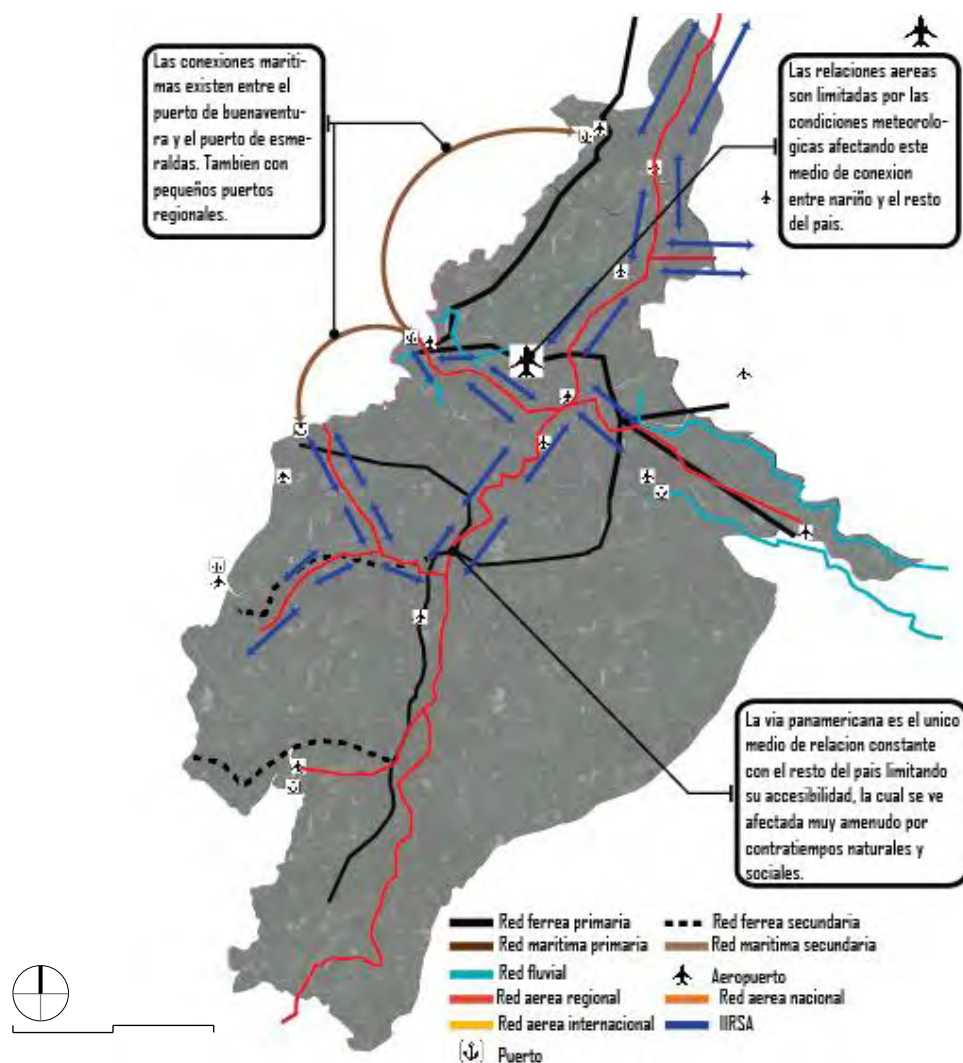 Las conexiones mariti-
mas existen entre el
puerto de buenaventu-
ra y el puerto de esme-
raldas. Tambien con
pequeños puertos
regionales.
Las relaciones aereas
son limitadas por las
condiciones meteorolo-
gicas afectando este
medio de conexion
entre nariño y el resto
del pais.
La via panamericana es el unico
medio de relacion constante
con el resto del pais limitando
su accesibilidad, la cual se ve
afectada muy amenudo por
contratiempos naturales y
sociales.
Red ferrea primaria
Red maritima primaria
Red fluvial
Red aerea regional
Red aerea internacional
Puerto
Red ferrea secundaria
Red maritima secundaria
Aeropuerto
Red aerea nacional
IIRSA